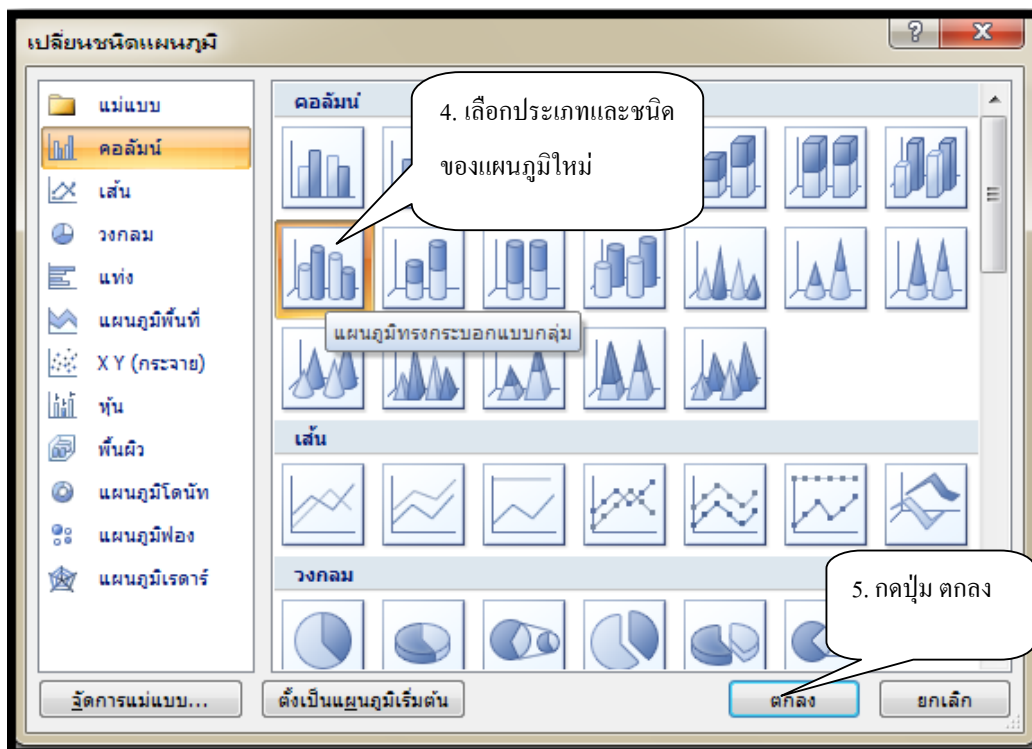 เปลี่ยนชนิดแผนภูมิ
แม่แบบ
คอลัมน์
เส้น
วงกลม
แท่ง
แผนภูมิพื้นที่
X Y (กระจาย)
หุ้น
พื้นผิว
แผนภูมิโดนัท
แผนภูมิฟอง
แผนภูมิเรดาร์
คอลัมน์
4. เลือกประเภทและชนิด
ของแผนภูมิใหม่
แผนภูมิทรงกระบอกแบบกลุ่ม
เส้น
วงกลม
5. กดปุ่ม ตกลง
จัดการแม่แบบ...
ตั้งเป็นแผนภูมิเริ่มต้น
ตกลง
ยกเลิก